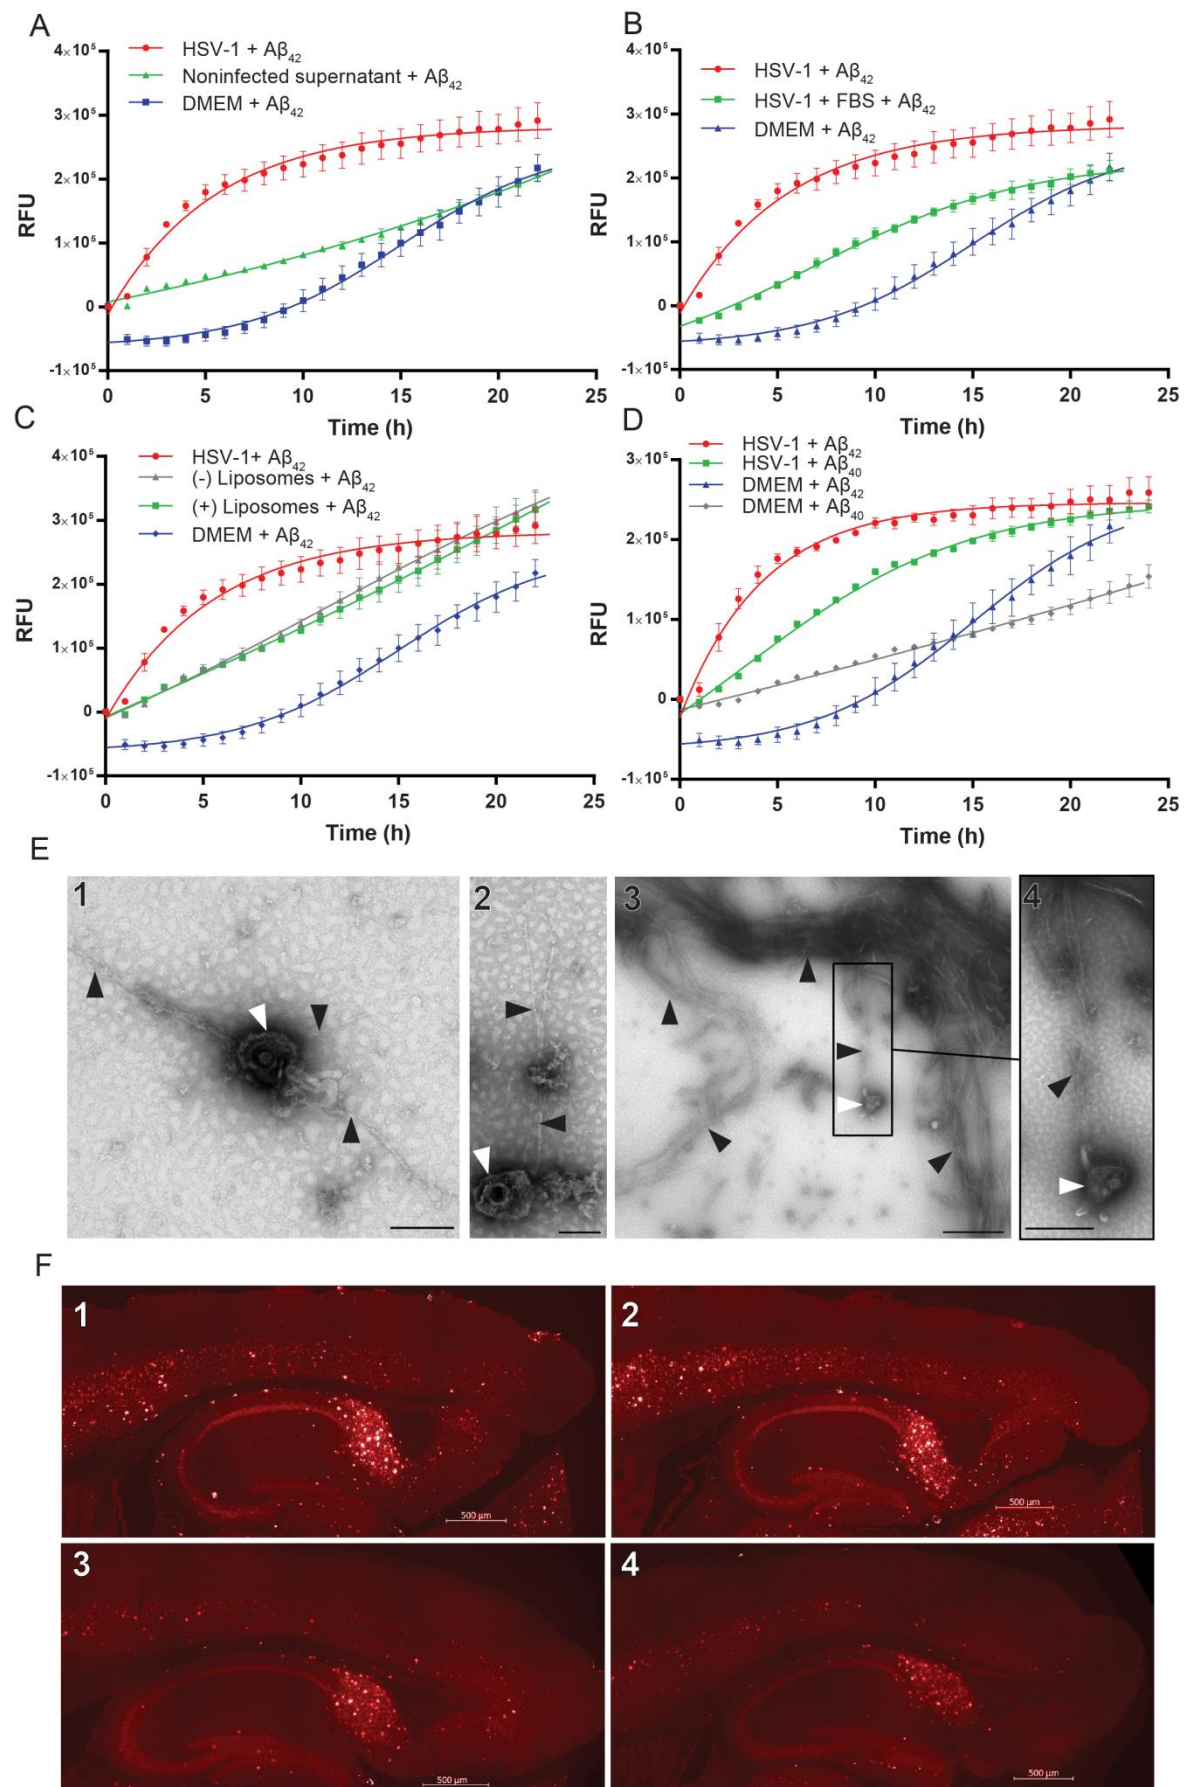 A
HSV-1 + Aβ42
Noninfected supernatant + Aβ42
DMEM + Aβ42
4×10⁵
3×10⁵
2×10⁵
1×10⁵
0
-1×10⁵
RFU
0 5 10 15 20 25
Time (h)
B
HSV-1 + Aβ42
HSV-1 + FBS + Aβ42
DMEM + Aβ42
4×10⁵
3×10⁵
2×10⁵
1×10⁵
0
-1×10⁵
RFU
0 5 10 15 20 25
Time (h)
C
HSV-1+ Aβ42
(-) Liposomes + Aβ42
(+) Liposomes + Aβ42
DMEM + Aβ42
4×10⁵
3×10⁵
2×10⁵
1×10⁵
0
-1×10⁵
RFU
0 5 10 15 20 25
Time (h)
D
HSV-1 + Aβ42
HSV-1 + Aβ40
DMEM + Aβ42
DMEM + Aβ40
3×10⁵
2×10⁵
1×10⁵
0
-1×10⁵
RFU
0 5 10 15 20 25
Time (h)
E
1
2
3
4
F
1
500 µm
2
500 µm
3
500 µm
4
500 µm